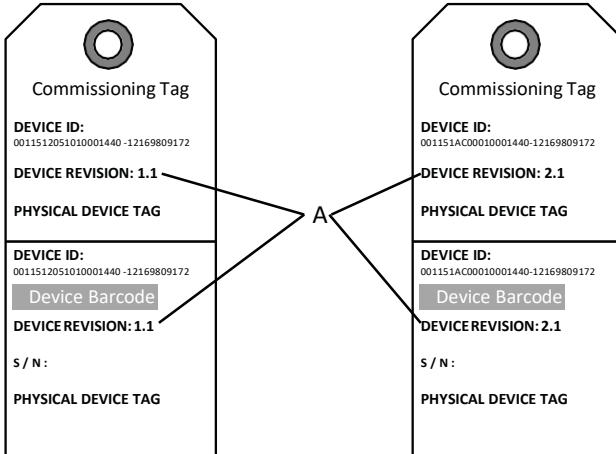 Commissioning Tag
DEVICE ID:
0011512051010001440 -12169809172
DEVICE REVISION: 1.1
PHYSICAL DEVICE TAG
DEVICE ID:
0011512051010001440 -12169809172
Device Barcode
DEVICE REVISION: 1.1
S / N :
PHYSICAL DEVICE TAG
A
Commissioning Tag
DEVICE ID:
001151AC00010001440-12169809172
DEVICE REVISION: 2.1
PHYSICAL DEVICE TAG
DEVICE ID:
001151AC00010001440-12169809172
Device Barcode
DEVICE REVISION: 2.1
S / N :
PHYSICAL DEVICE TAG